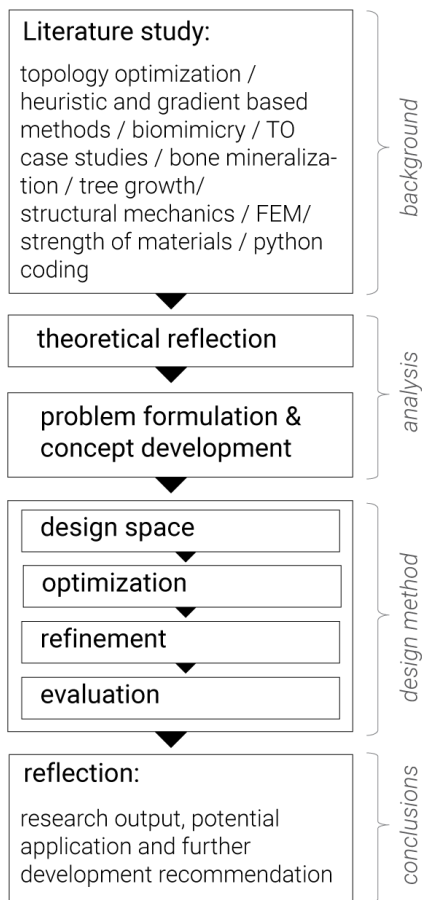 Literature study:
topology optimization /
heuristic and gradient based
methods / biomimicry / TO
case studies / bone mineraliza-
tion / tree growth/
structural mechanics / FEM/
strength of materials / python
coding
background
theoretical reflection
problem formulation &
concept development
analysis
design space
optimization
refinement
evaluation
design method
reflection:
research output, potential
application and further
development recommendation
conclusions